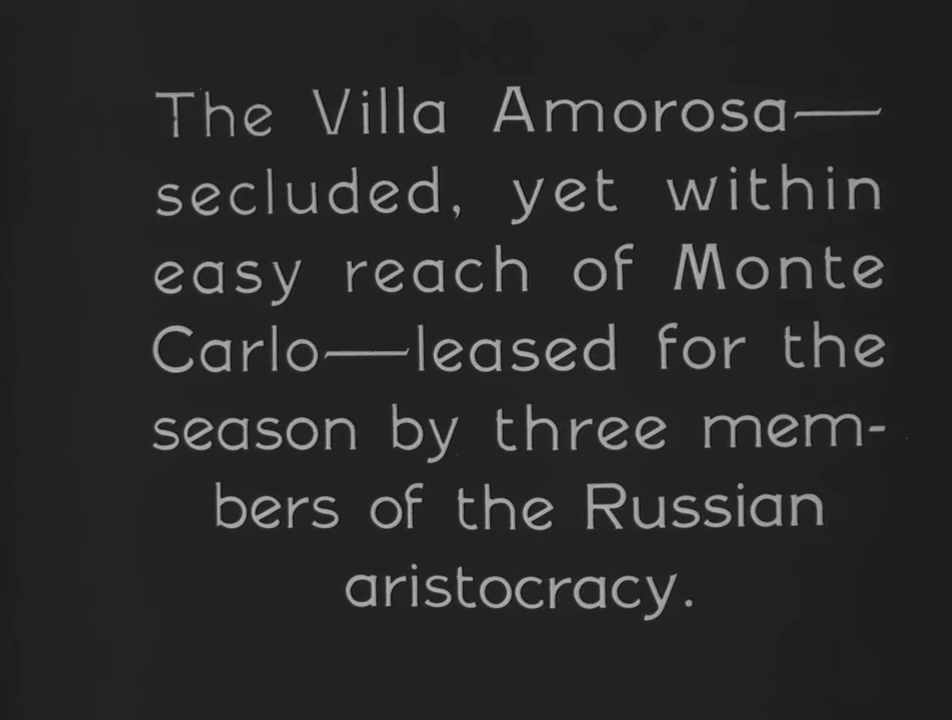 The Villa Amorosa—
secluded, yet within
easy reach of Monte
Carlo—leased for the
season by three mem-
bers of the Russian
aristocracy.